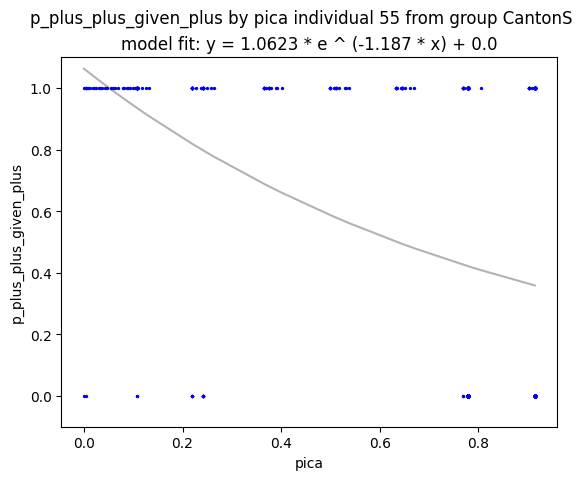 p_plus_plus_given_plus by pica individual 55 from group CantonS
model fit: y = 1.0623 * e ^ (-1.187 * x) + 0.0
p_plus_plus_given_plus
1.0
0.8
0.6
0.4
0.2
0.0
0.0 0.2 0.4 0.6 0.8
pica